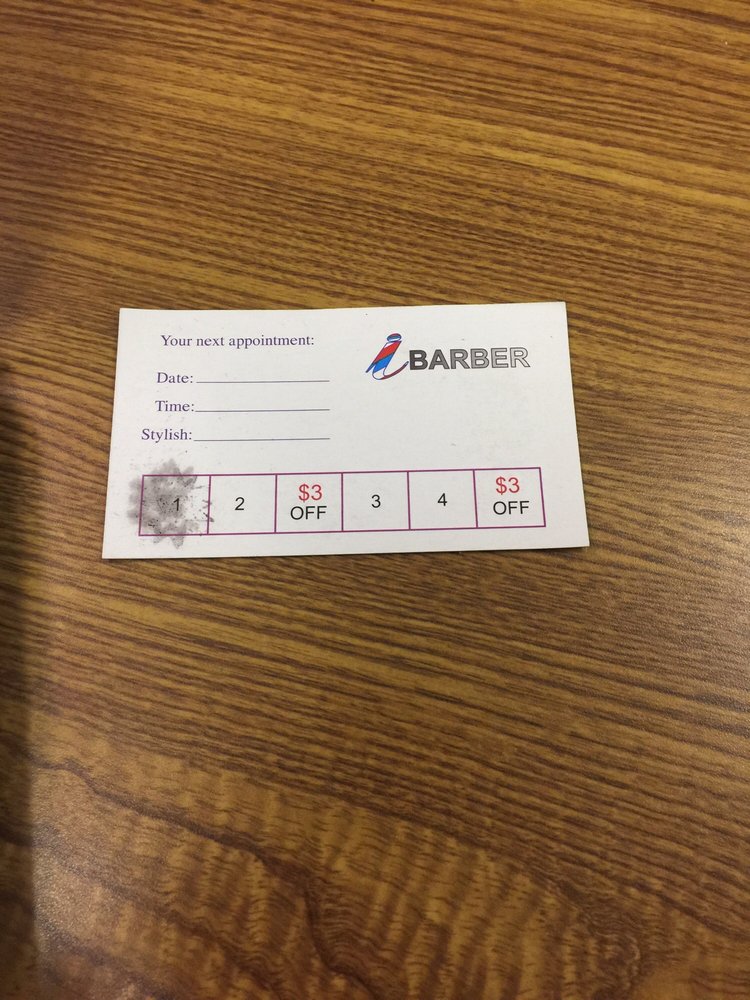 Your next appointment:
i BARBER
Date:
Time:
Stylish:
1 2 $3 OFF 3 4 $3 OFF